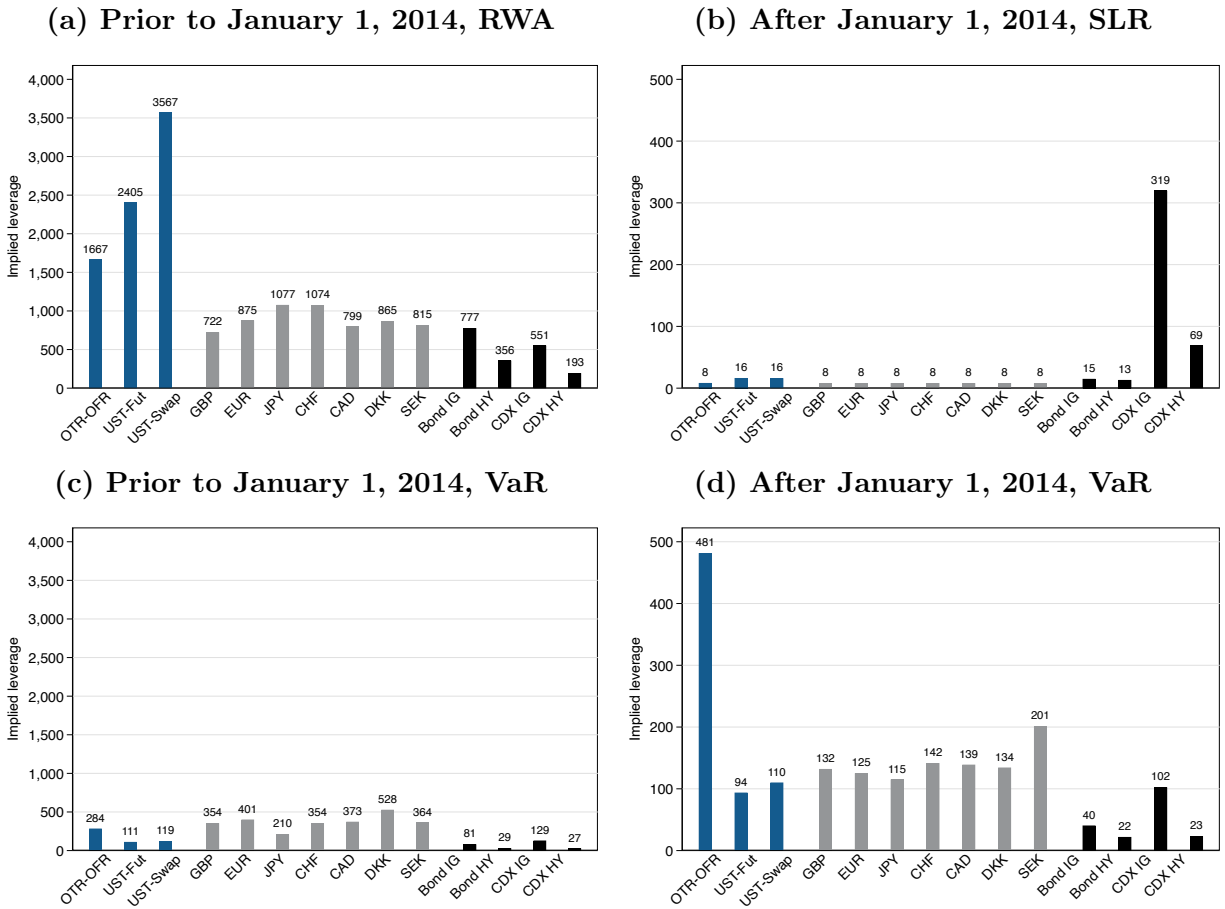 (a) Prior to January 1, 2014, RWA
Implied leverage
4,000
3,500
3,000
2,500
2,000
1,500
1,000
500
0
1667
2405
3567
722
875
1077
1074
799
865
815
777
356
551
193
OTR-OFR
UST-Fut
UST-Swap
GBP
EUR
JPY
CHF
CAD
DKK
SEK
Bond IG
Bond HY
CDX IG
CDX HY
(b) After January 1, 2014, SLR
Implied leverage
500
400
300
200
100
0
8
16
16
8
8
8
8
8
8
8
15
13
319
69
OTR-OFR
UST-Fut
UST-Swap
GBP
EUR
JPY
CHF
CAD
DKK
SEK
Bond IG
Bond HY
CDX IG
CDX HY
(c) Prior to January 1, 2014, VaR
Implied leverage
4,000
3,500
3,000
2,500
2,000
1,500
1,000
500
0
284
111
119
354
401
210
354
373
528
364
81
29
129
27
OTR-OFR
UST-Fut
UST-Swap
GBP
EUR
JPY
CHF
CAD
DKK
SEK
Bond IG
Bond HY
CDX IG
CDX HY
(d) After January 1, 2014, VaR
Implied leverage
500
400
300
200
100
0
481
94
110
132
125
115
142
139
134
201
40
22
102
23
OTR-OFR
UST-Fut
UST-Swap
GBP
EUR
JPY
CHF
CAD
DKK
SEK
Bond IG
Bond HY
CDX IG
CDX HY